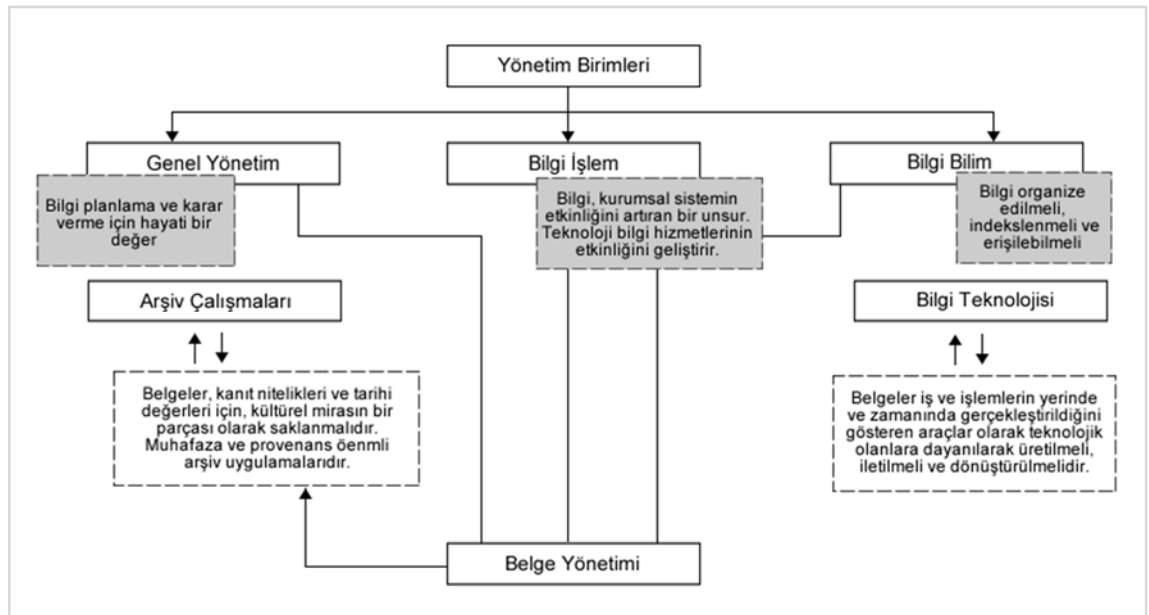 Yönetim Birimleri
Genel Yönetim
Bilgi planlama ve karar
verme için hayati bir
değer
Bilgi İşlem
Bilgi, kurumsal sistemin
etkinliğini artıran bir unsur.
Teknoloji bilgi hizmetlerinin
etkinliğini geliştirir.
Bilgi Bilim
Bilgi organize
edilmeli,
indekslenmeli ve
erişilebilmeli
Arşiv Çalışmaları
Belgeler, kanıt nitelikleri ve tarihi
değerleri için, kültürel mirasın bir
parçası olarak saklanmalıdır.
Muhafaza ve provenans öenmli
arşiv uygulamalarıdır.
Bilgi Teknolojisi
Belgeler iş ve işlemlerin yerinde
ve zamanında gerçekleştirildiğini
gösteren araçlar olarak teknolojik
olanlara dayanılarak üretilmeli,
iletilmeli ve dönüştürülmelidir.
Belge Yönetimi